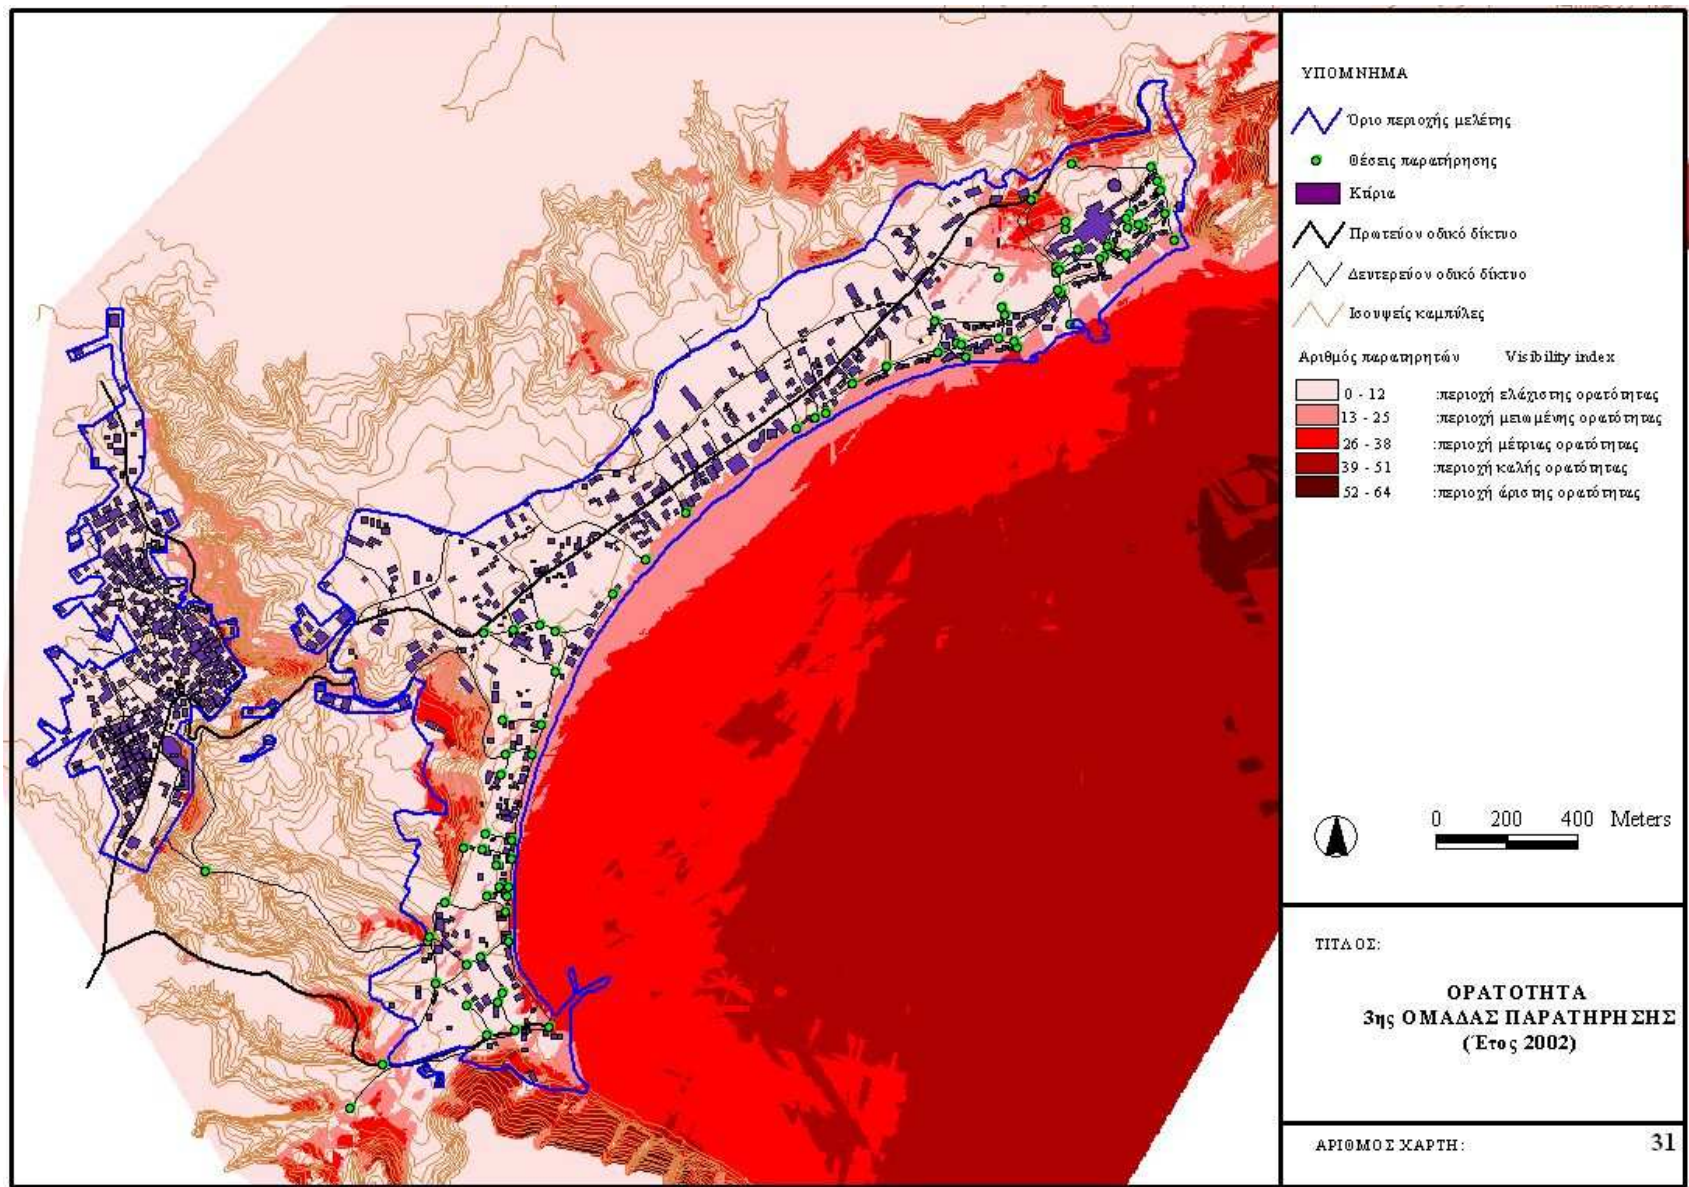 ΥΠΟΜΝΗΜΑ
Όριο περιοχής μελέτης
Θέσεις παρατήρησης
Κτίρια
Πρωτεύον οδικό δίκτυο
Δευτερεύον οδικό δίκτυο
Ισουψείς καμπύλες
Αριθμός παρατηρητών Visibility index
0 - 12 :περιοχή ελάχιστης ορατότητας
13 - 25 :περιοχή μειωμένης ορατότητας
26 - 38 :περιοχή μέτριας ορατότητας
39 - 51 :περιοχή καλής ορατότητας
52 - 64 :περιοχή άριστης ορατότητας
0 200 400 Meters
ΤΙΤΛΟΣ:
ΟΡΑΤΟΤΗΤΑ
3ης ΟΜΑΔΑΣ ΠΑΡΑΤΗΡΗΣΗΣ
(Έτος 2002)
ΑΡΙΘΜΟΣ ΧΑΡΤΗ: 31